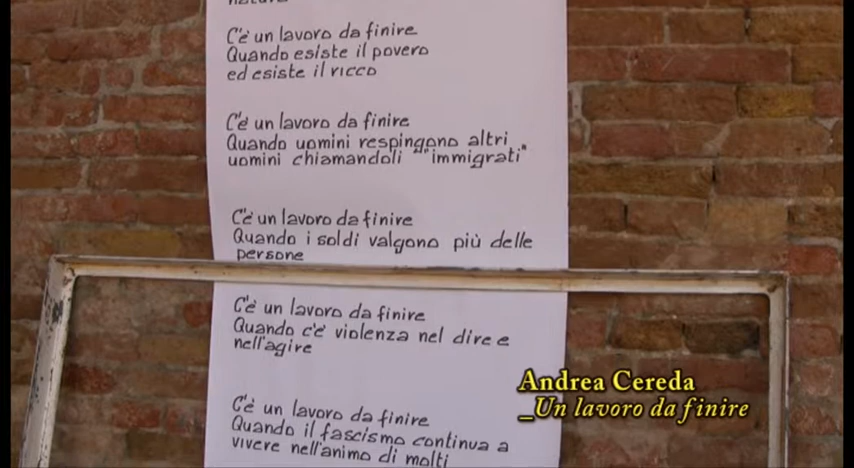 natura
C'è un lavoro da finire
Quando esiste il povero
ed esiste il ricco
C'è un lavoro da finire
Quando uomini respingono altri
uomini chiamandoli "immigrati"
C'è un lavoro da finire
Quando i soldi valgono più delle
persone
C'è un lavoro da finire
Quando c'è violenza nel dire e
nell'agire
C'è un lavoro da finire
Quando il fascismo continua a
vivere nell'animo di molti
Andrea Cereda
_Un lavoro da finire